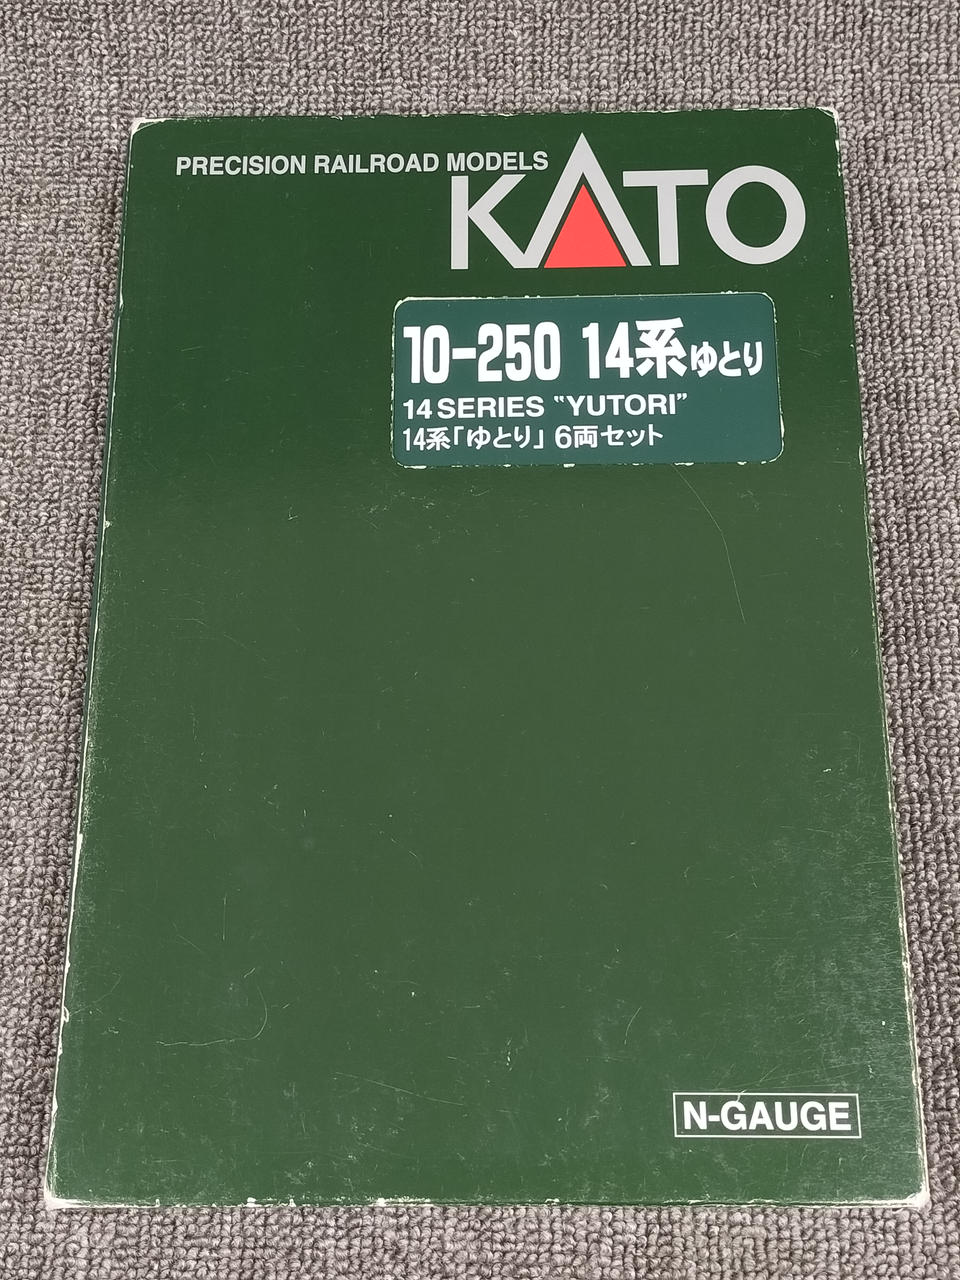 PRECISION RAILROAD MODELS
KATO
10-250 14系ゆとり
14 SERIES "YUTORI"
14系「ゆとり」 6両セット
N-GAUGE